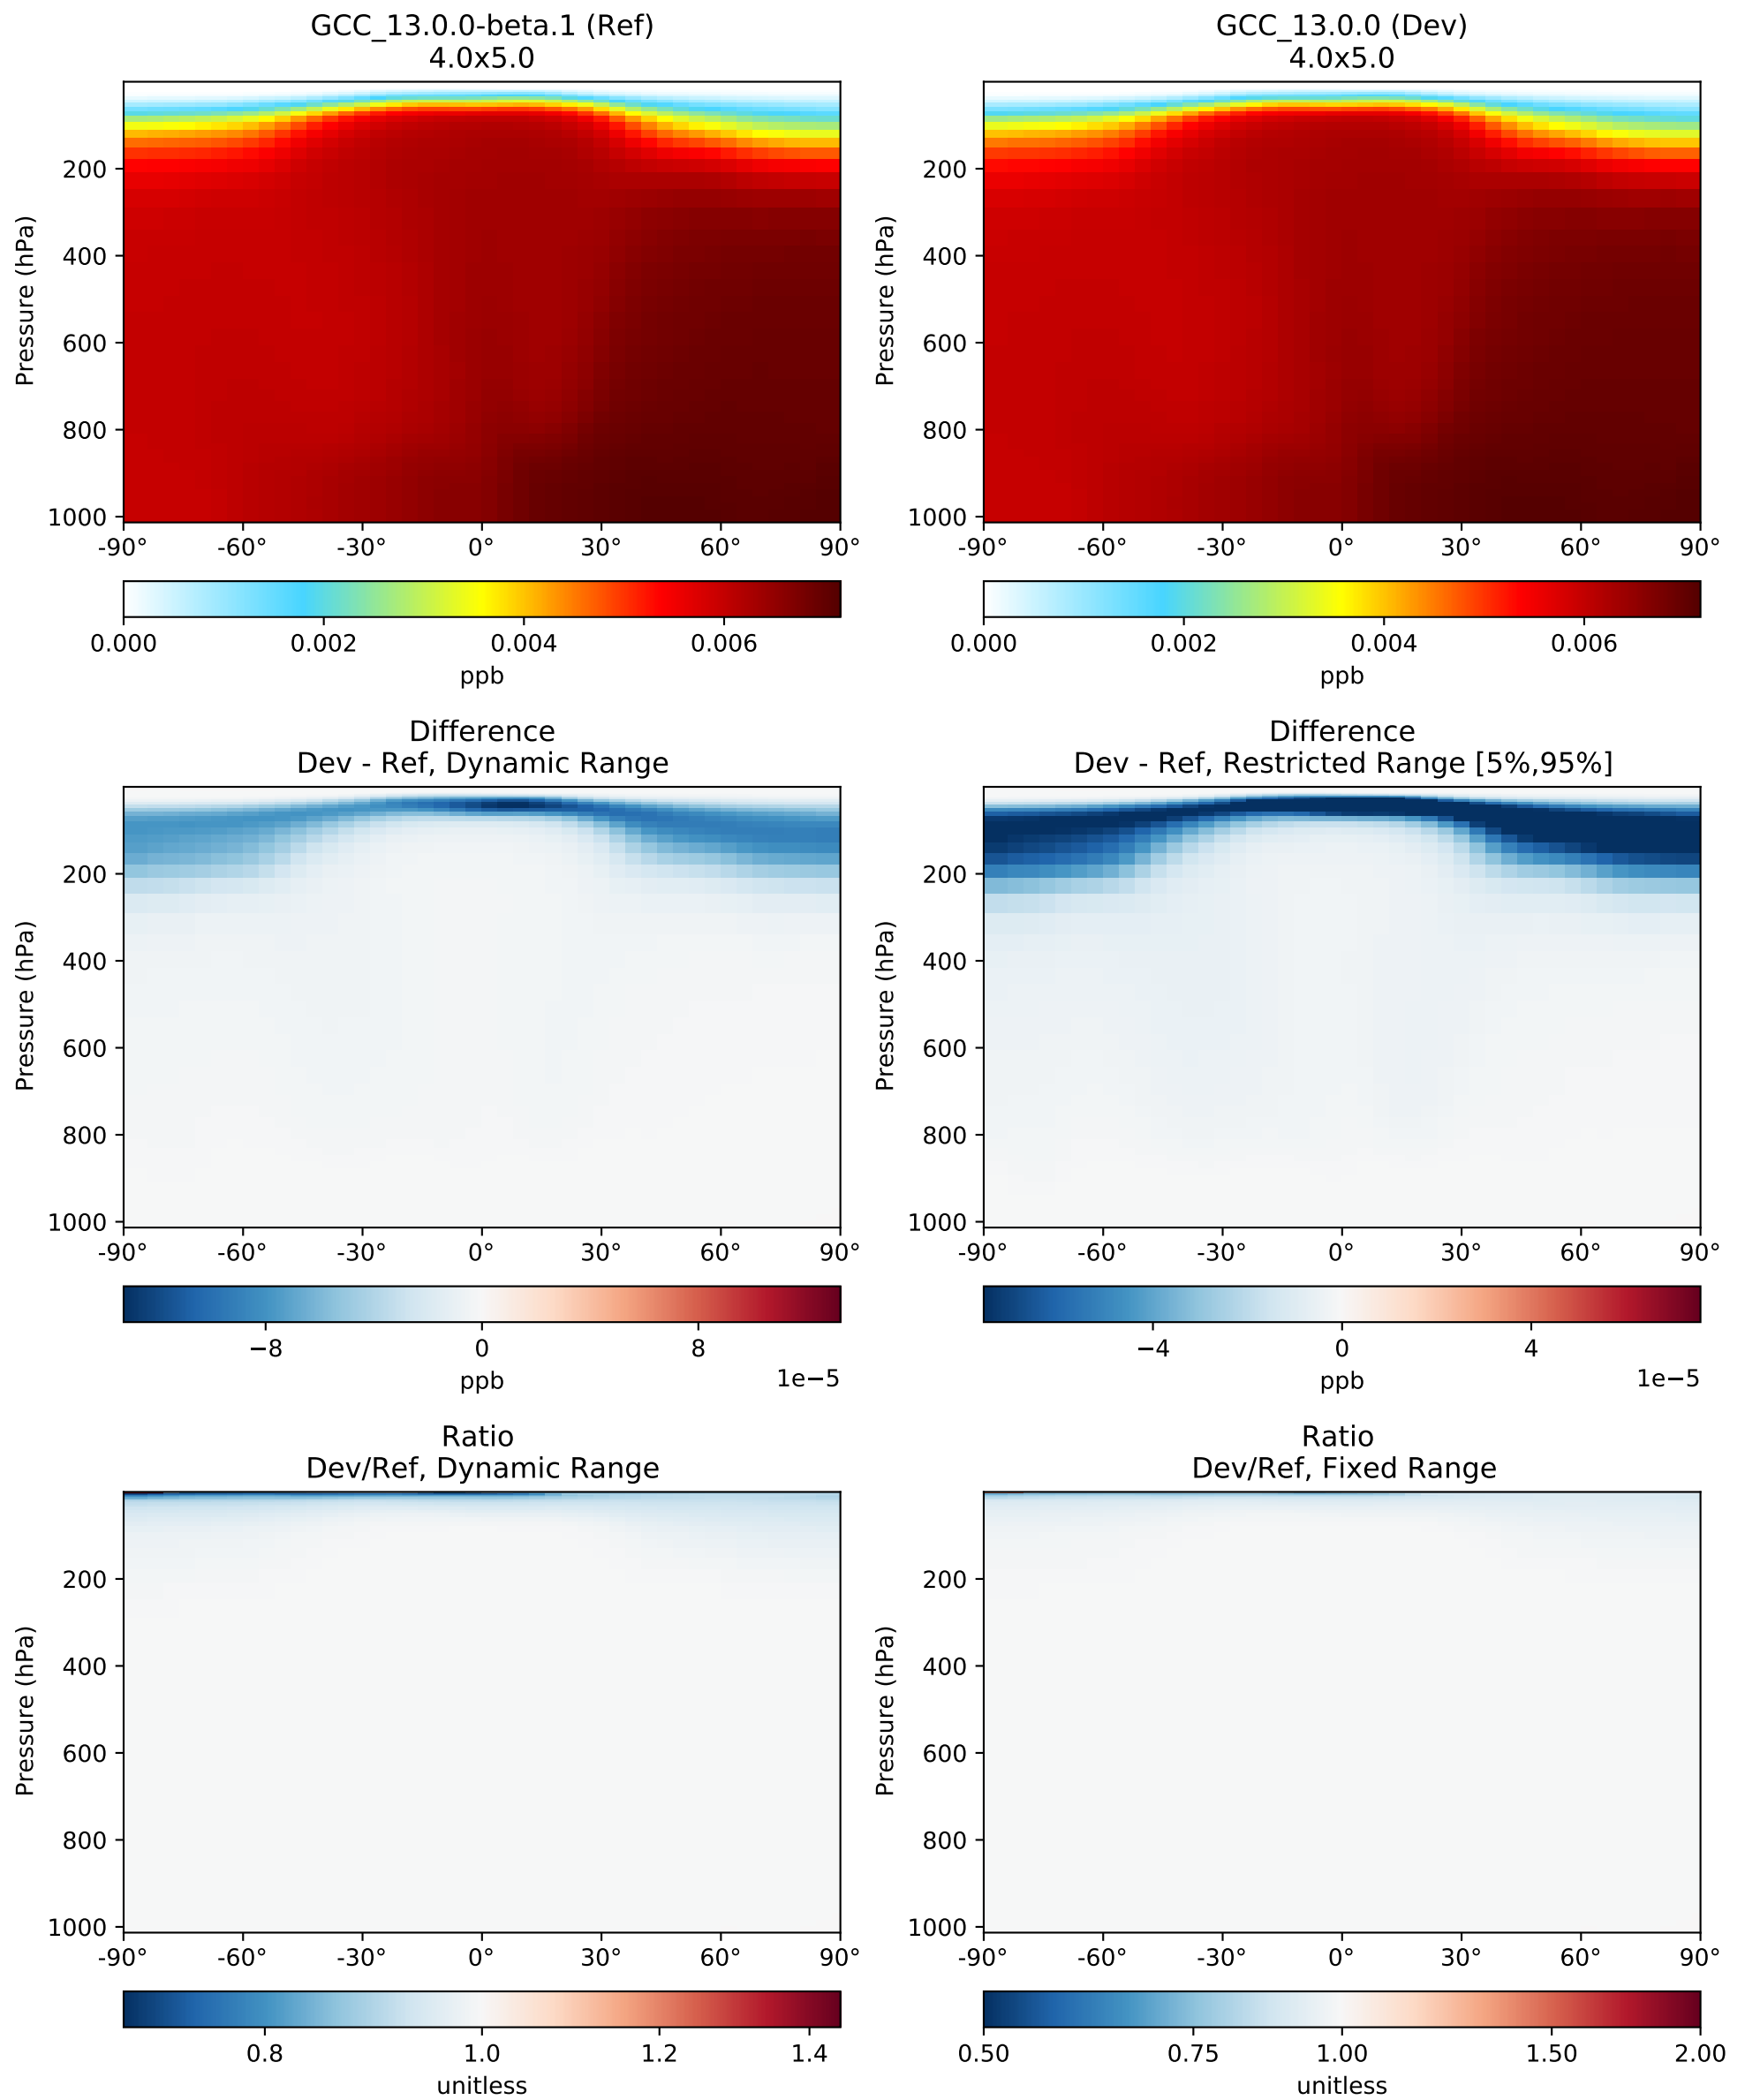 GCC_13.0.0-beta.1 (Ref)
4.0x5.0
GCC_13.0.0 (Dev)
4.0x5.0
Pressure (hPa)
200
400
600
800
1000
-90° -60° -30° 0° 30° 60° 90°
0.000 0.002 0.004 0.006
ppb
Pressure (hPa)
200
400
600
800
1000
-90° -60° -30° 0° 30° 60° 90°
0.000 0.002 0.004 0.006
ppb
Difference
Dev - Ref, Dynamic Range
Difference
Dev - Ref, Restricted Range [5%,95%]
Pressure (hPa)
200
400
600
800
1000
-90° -60° -30° 0° 30° 60° 90°
−8 0 8
ppb
1e−5
Pressure (hPa)
200
400
600
800
1000
-90° -60° -30° 0° 30° 60° 90°
−4 0 4
ppb
1e−5
Ratio
Dev/Ref, Dynamic Range
Ratio
Dev/Ref, Fixed Range
Pressure (hPa)
200
400
600
800
1000
-90° -60° -30° 0° 30° 60° 90°
0.8 1.0 1.2 1.4
unitless
Pressure (hPa)
200
400
600
800
1000
-90° -60° -30° 0° 30° 60° 90°
0.50 0.75 1.00 1.50 2.00
unitless